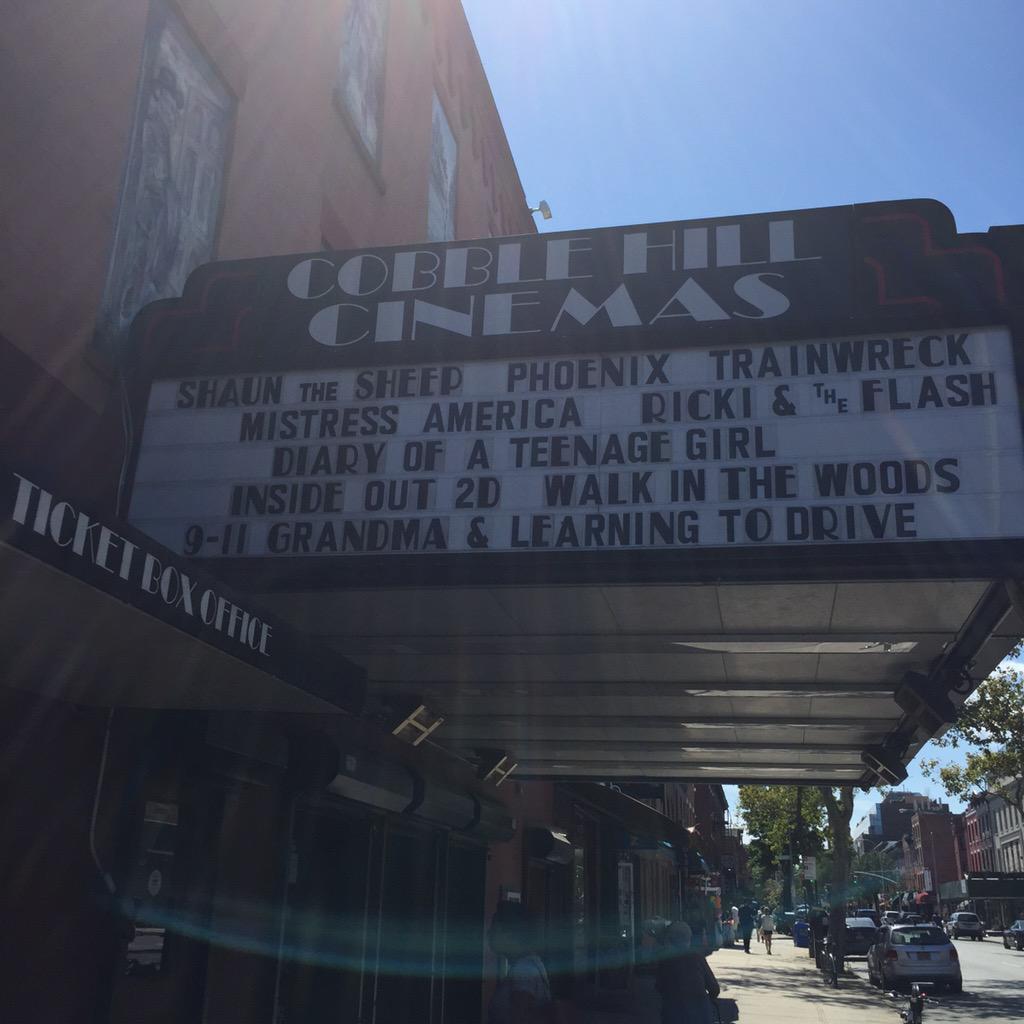 COBBLE HILL
CINEMAS
SHAUN THE SHEEP PHOENIX TRAINWRECK
MISTRESS AMERICA RICKI & THE FLASH
DIARY OF A TEENAGE GIRL
INSIDE OUT 2D WALK IN THE WOODS
9-11 GRANDMA & LEARNING TO DRIVE
TICKET BOX OFFICE